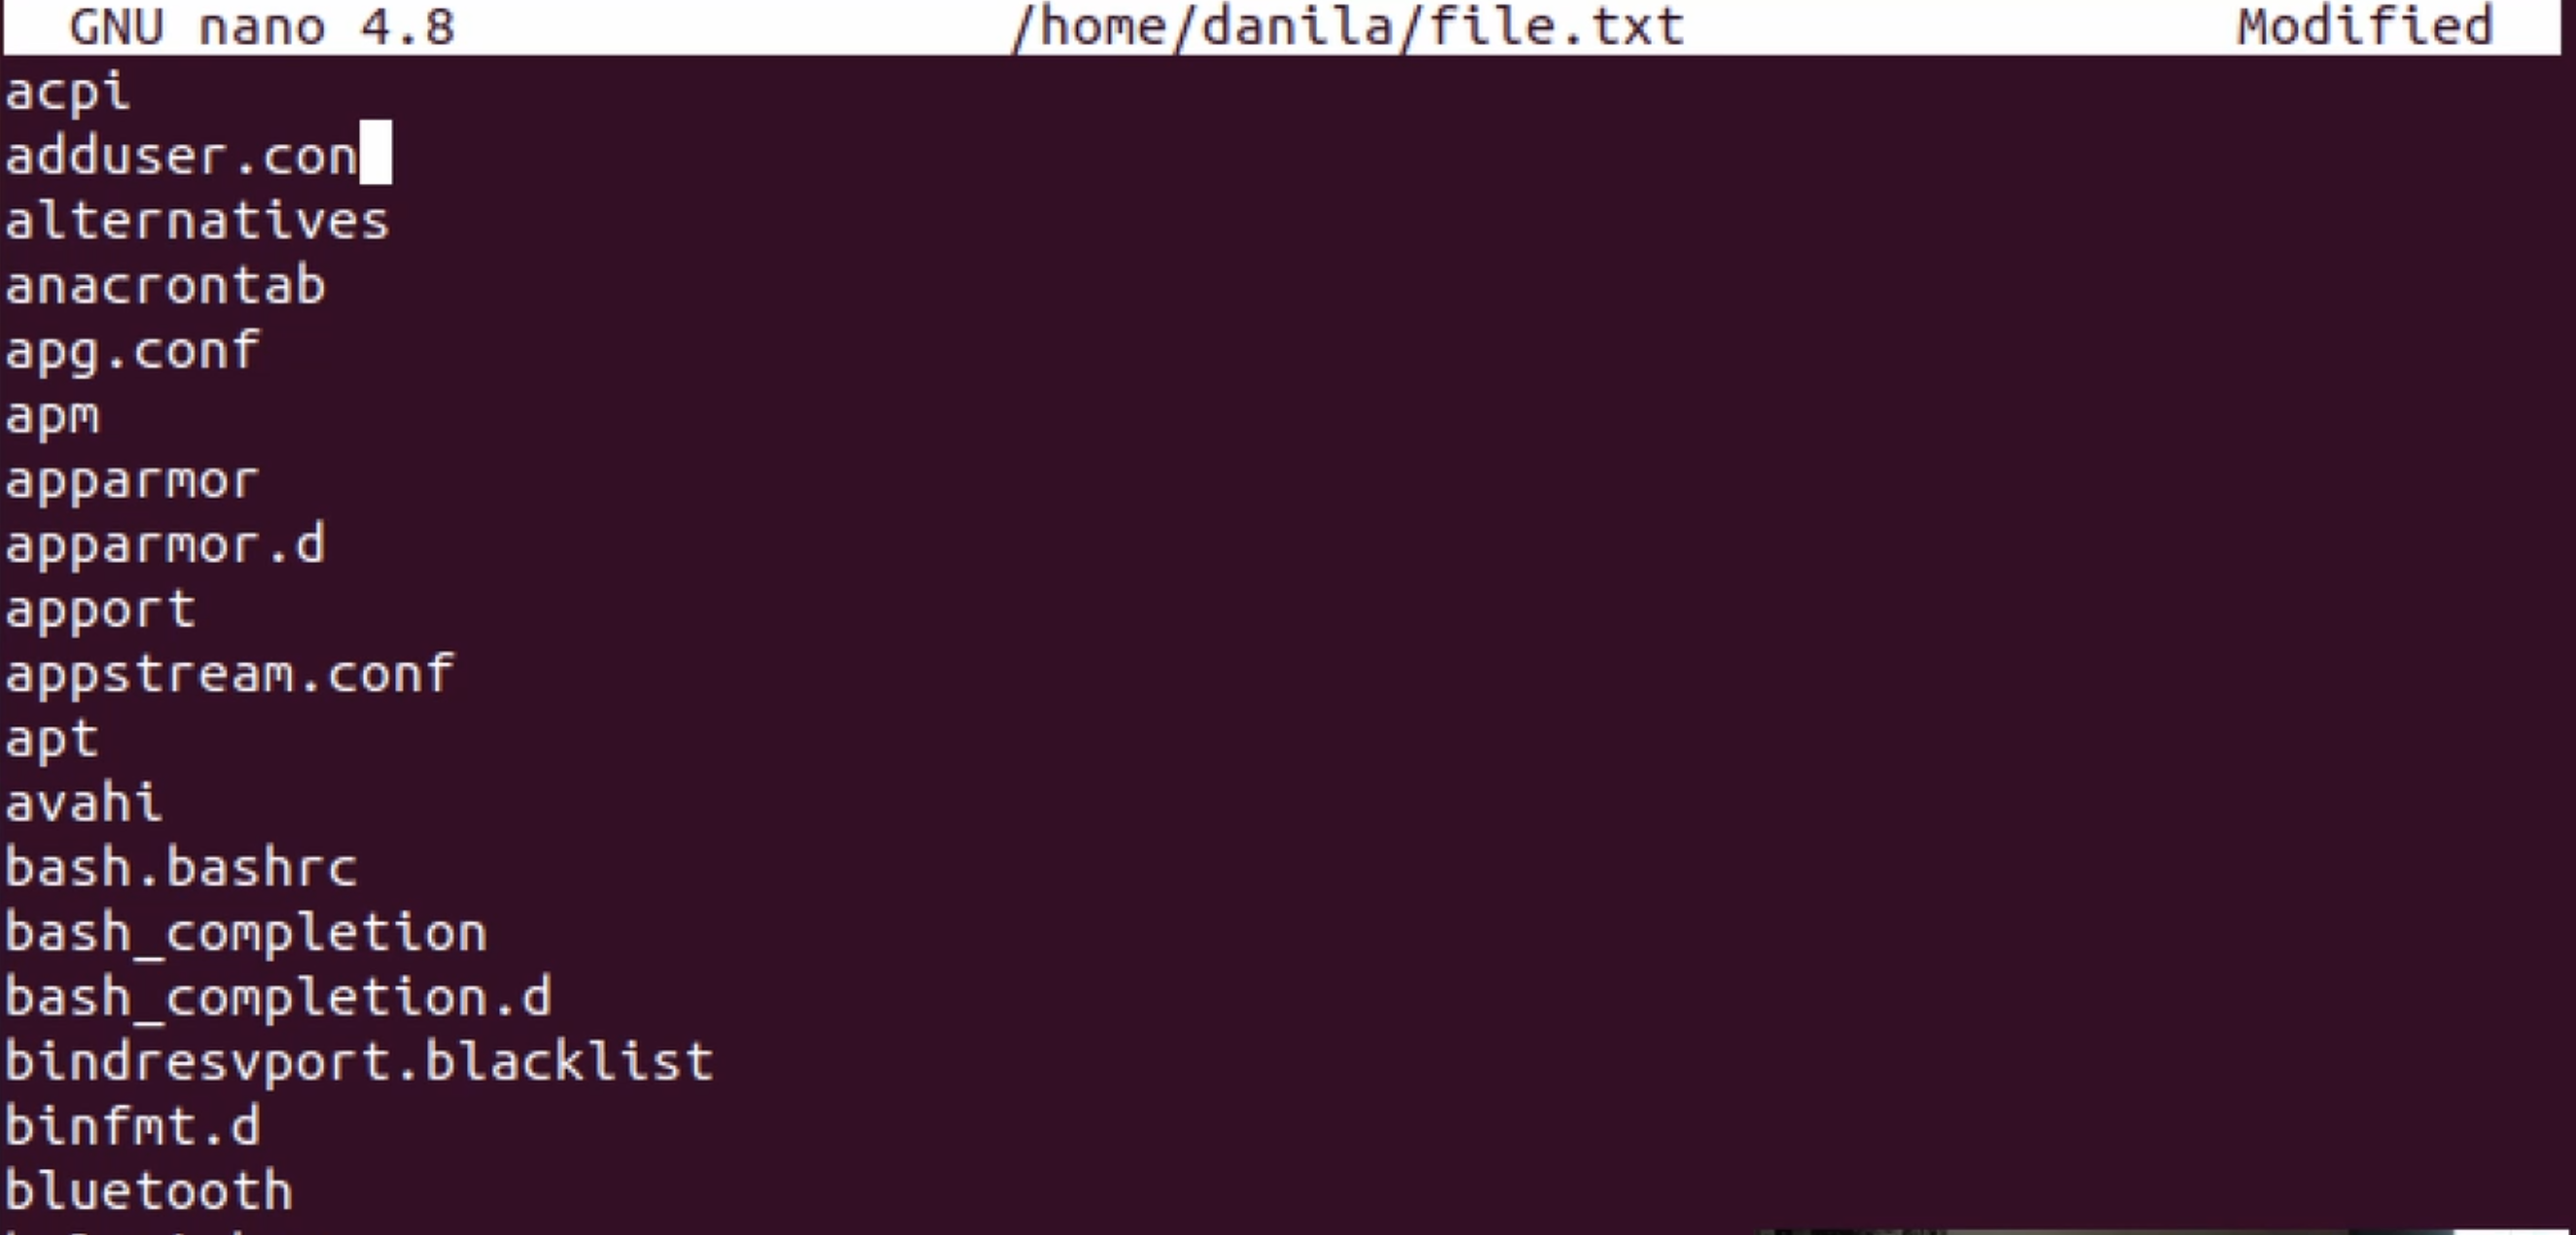 GNU nano 4.8 /home/danila/file.txt Modified
acpi
adduser.con
alternatives
anacrontab
apg.conf
apm
apparmor
apparmor.d
apport
appstream.conf
apt
avahi
bash.bashrc
bash_completion
bash_completion.d
bindresvport.blacklist
binfmt.d
bluetooth